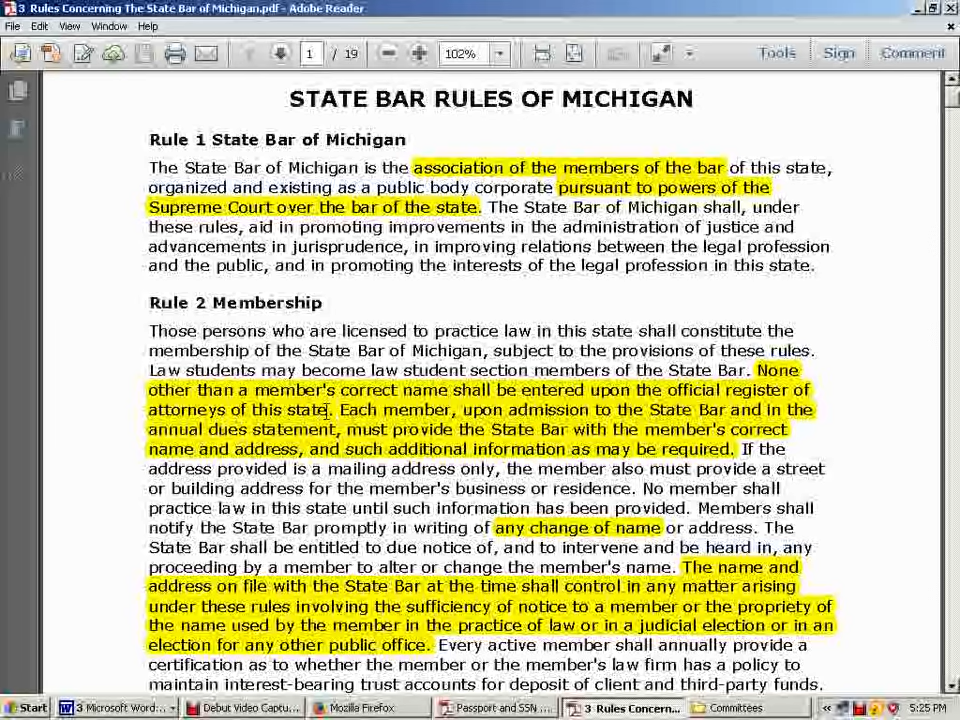 3 Rules Concerning The State Bar of Michigan.pdf - Adobe Reader
File Edit View Window Help
1 / 19 102% Tools Sign Comment
STATE BAR RULES OF MICHIGAN
Rule 1 State Bar of Michigan
The State Bar of Michigan is the association of the members of the bar of this state,
organized and existing as a public body corporate pursuant to powers of the
Supreme Court over the bar of the state. The State Bar of Michigan shall, under
these rules, aid in promoting improvements in the administration of justice and
advancements in jurisprudence, in improving relations between the legal profession
and the public, and in promoting the interests of the legal profession in this state.
Rule 2 Membership
Those persons who are licensed to practice law in this state shall constitute the
membership of the State Bar of Michigan, subject to the provisions of these rules.
Law students may become law student section members of the State Bar. None
other than a member's correct name shall be entered upon the official register of
attorneys of this state. Each member, upon admission to the State Bar and in the
annual dues statement, must provide the State Bar with the member's correct
name and address, and such additional information as may be required. If the
address provided is a mailing address only, the member also must provide a street
or building address for the member's business or residence. No member shall
practice law in this state until such information has been provided. Members shall
notify the State Bar promptly in writing of any change of name or address. The
State Bar shall be entitled to due notice of, and to intervene and be heard in, any
proceeding by a member to alter or change the member's name. The name and
address on file with the State Bar at the time shall control in any matter arising
under these rules involving the sufficiency of notice to a member or the propriety of
the name used by the member in the practice of law or in a judicial election or in an
election for any other public office. Every active member shall annually provide a
certification as to whether the member or the member's law firm has a policy to
maintain interest-bearing trust accounts for deposit of client and third-party funds.
Start 3 Microsoft Word... Debut Video Captu... Mozilla Firefox Passport and SSN ... 3 Rules Concern... Committees « 5:25 PM